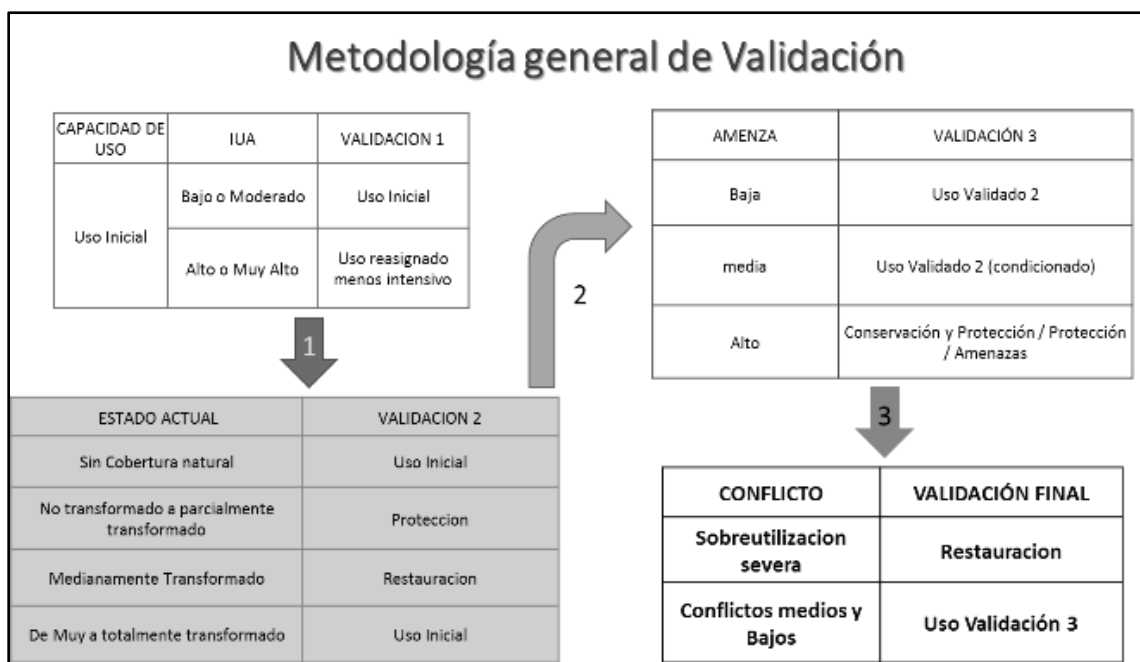 Metodología general de Validación
CAPACIDAD DE
USO
IUA
VALIDACION 1
Uso Inicial
Bajo o Moderado
Uso Inicial
Alto o Muy Alto
Uso reasignado
menos intensivo
1
ESTADO ACTUAL
VALIDACION 2
Sin Cobertura natural
Uso Inicial
No transformado a parcialmente
transformado
Proteccion
Medianamente Transformado
Restauracion
De Muy a totalmente transformado
Uso Inicial
2
AMENZA
VALIDACIÓN 3
Baja
Uso Validado 2
media
Uso Validado 2 (condicionado)
Alto
Conservación y Protección / Protección
/ Amenazas
3
CONFLICTO
VALIDACIÓN FINAL
Sobreutilizacion
severa
Restauracion
Conflictos medios y
Bajos
Uso Validación 3